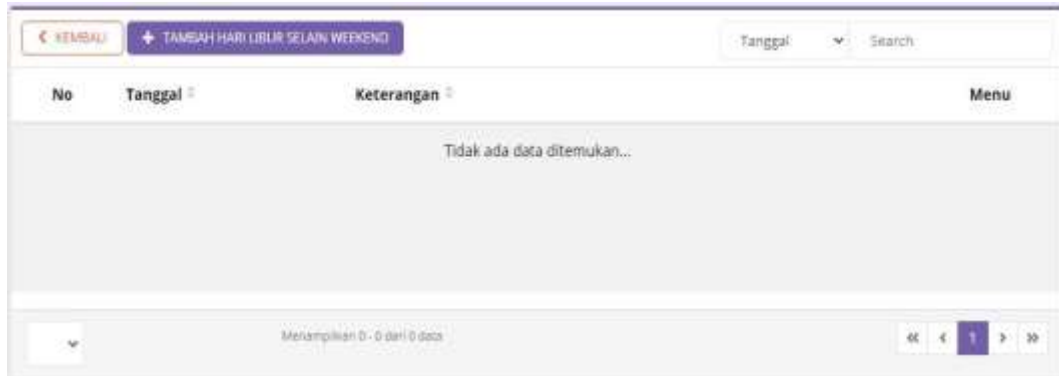 KEMBALI
TAMBAH HARI LIBUR SELAIN WEEKEND
Tanggal
Search
No Tanggal Keterangan Menu
Tidak ada data ditemukan...
Menampilkan 0 - 0 dari 0 data
« ‹ 1 › »